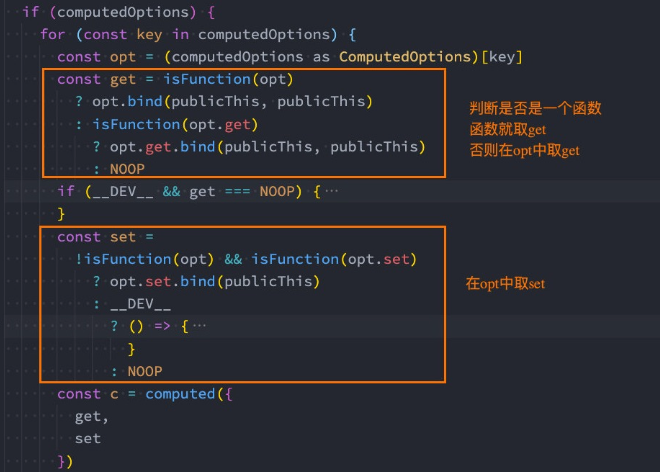 if (computedOptions) {
for (const key in computedOptions) {
const opt = (computedOptions as ComputedOptions)[key]
const get = isFunction(opt)
? opt.bind(publicThis, publicThis)
: isFunction(opt.get)
? opt.get.bind(publicThis, publicThis)
: NOOP
判断是否是一个函数
函数就取get
否则在opt中取get
if (__DEV__ && get === NOOP) {…
}
const set =
!isFunction(opt) && isFunction(opt.set)
? opt.set.bind(publicThis)
: __DEV__
? () => {…
}
: NOOP
在opt中取set
const c = computed({
get,
set
})